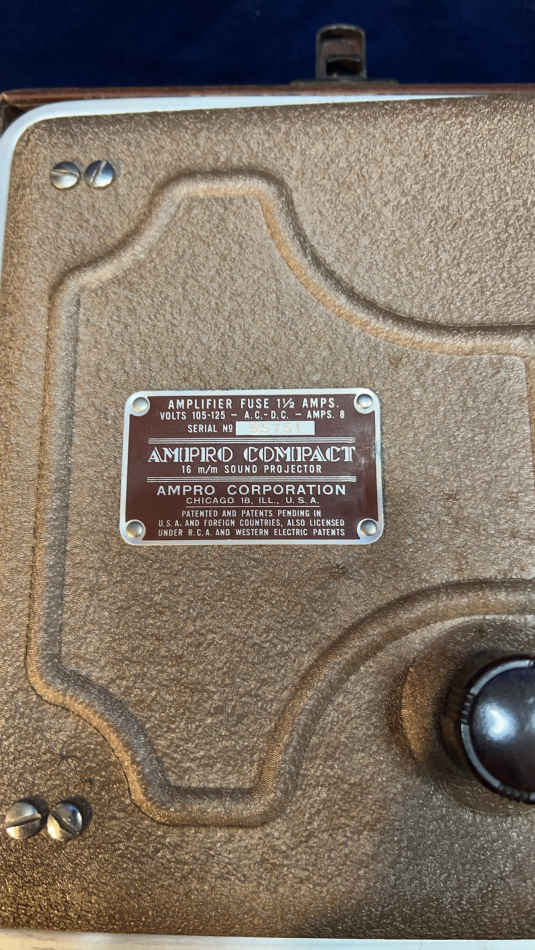 AMPLIFIER FUSE 1½ AMPS.
VOLTS 105-125 – A.C.-D.C. – AMPS. 8
SERIAL Nº
AMPRO COMPACT
16 m/m SOUND PROJECTOR
AMPRO CORPORATION
CHICAGO 18, ILL., U.S.A.
PATENTED AND PATENTS PENDING IN
U.S.A. AND FOREIGN COUNTRIES, ALSO LICENSED
UNDER R.C.A. AND WESTERN ELECTRIC PATENTS